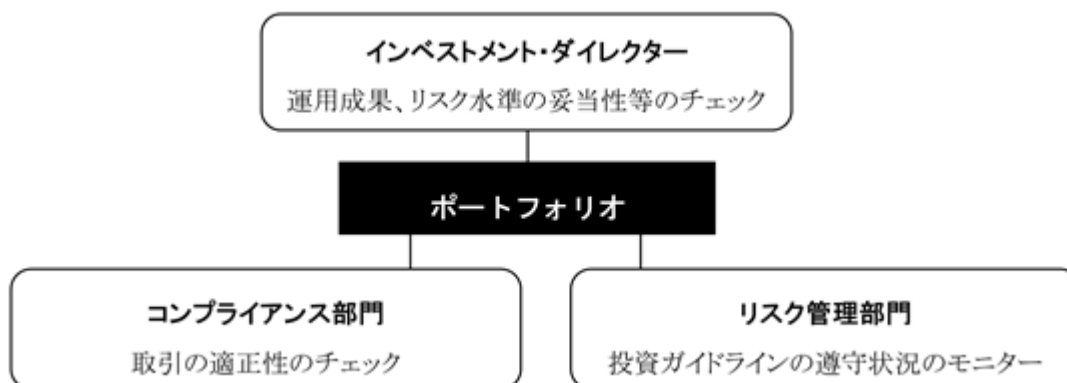 インベストメント・ダイレクター
運用成果、リスク水準の妥当性等のチェック
ポートフォリオ
コンプライアンス部門
取引の適正性のチェック
リスク管理部門
投資ガイドラインの遵守状況のモニター